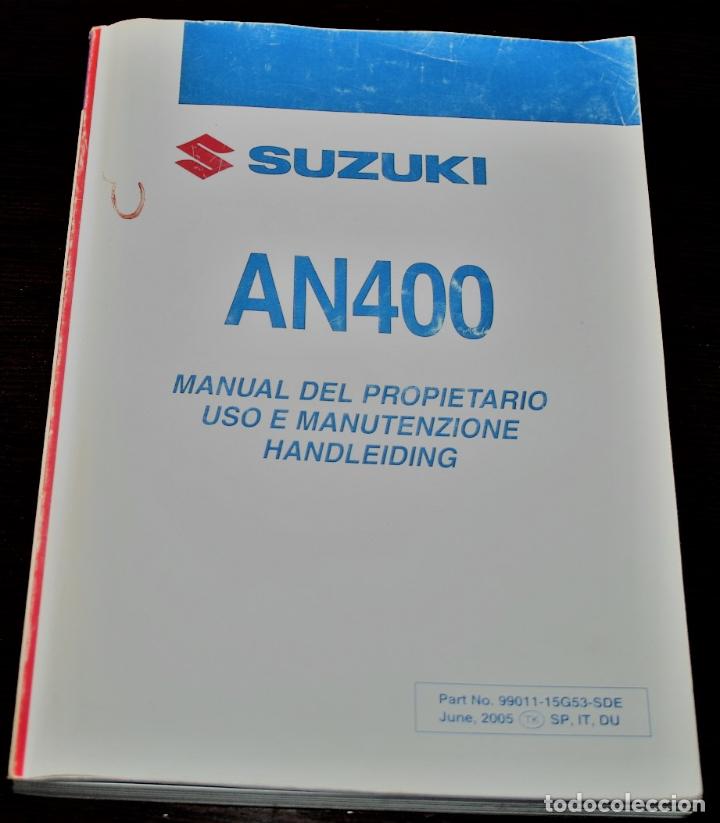 SUZUKI
AN400
MANUAL DEL PROPIETARIO
USO E MANUTENZIONE
HANDLEIDING
Part No. 99011-15G53-SDE
June, 2005 TK SP, IT, DU
todocoleccion.net